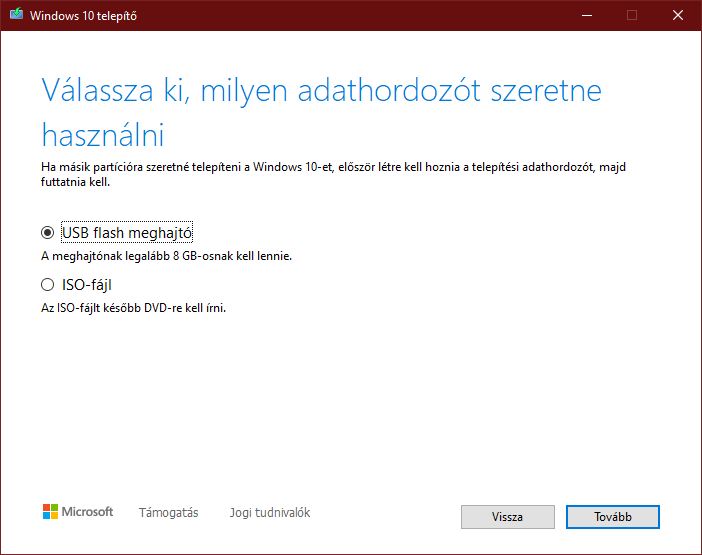 Windows 10 telepítő
Válassza ki, milyen adathordozót szeretne
használni
Ha másik partícióra szeretné telepíteni a Windows 10-et, először létre kell hoznia a telepítési adathordozót, majd
futtatnia kell.
USB flash meghajtó
A meghajtónak legalább 8 GB-osnak kell lennie.
ISO-fájl
Az ISO-fájlt később DVD-re kell írni.
Microsoft Támogatás Jogi tudnivalók Vissza Tovább